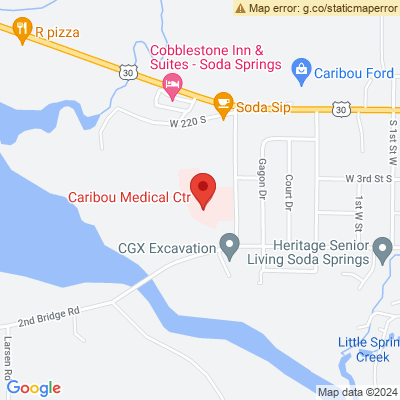 Map error: g.co/staticmaperror
R pizza
Cobblestone Inn &
Suites - Soda Springs
30
Caribou Ford
Soda Sip
30
W 220 S
S 1st St W
Gagon Dr
Court Dr
W 3rd St S
1st W St
Caribou Medical Ctr
CGX Excavation
Heritage Senior
Living Soda Springs
2nd Bridge Rd
Larsen Rd
Little Spring
Creek
Google
Map data ©2024